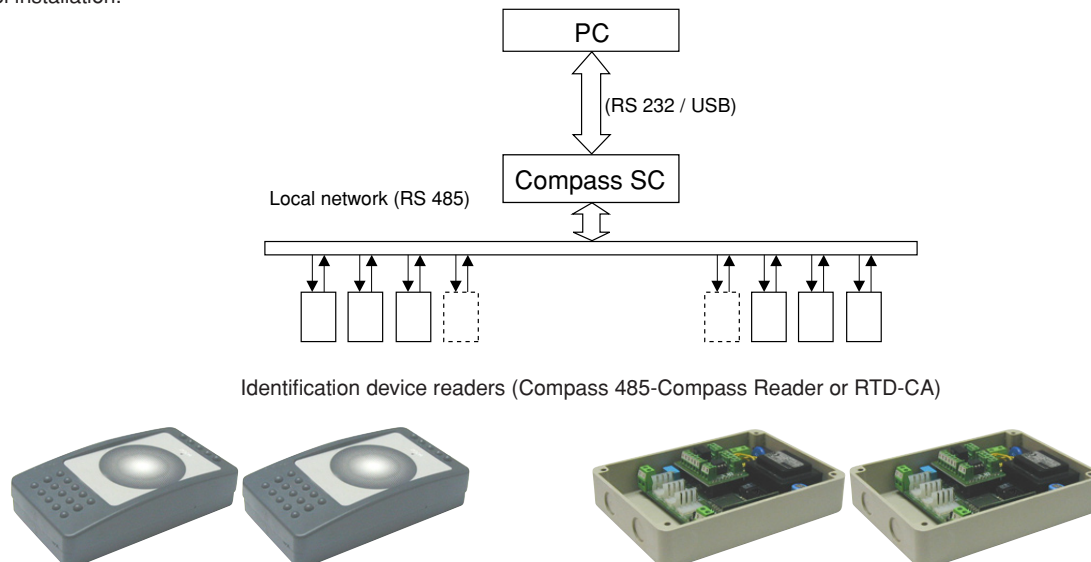 installation.
PC
(RS 232 / USB)
Compass SC
Local network (RS 485)
Identification device readers (Compass 485-Compass Reader or RTD-CA)